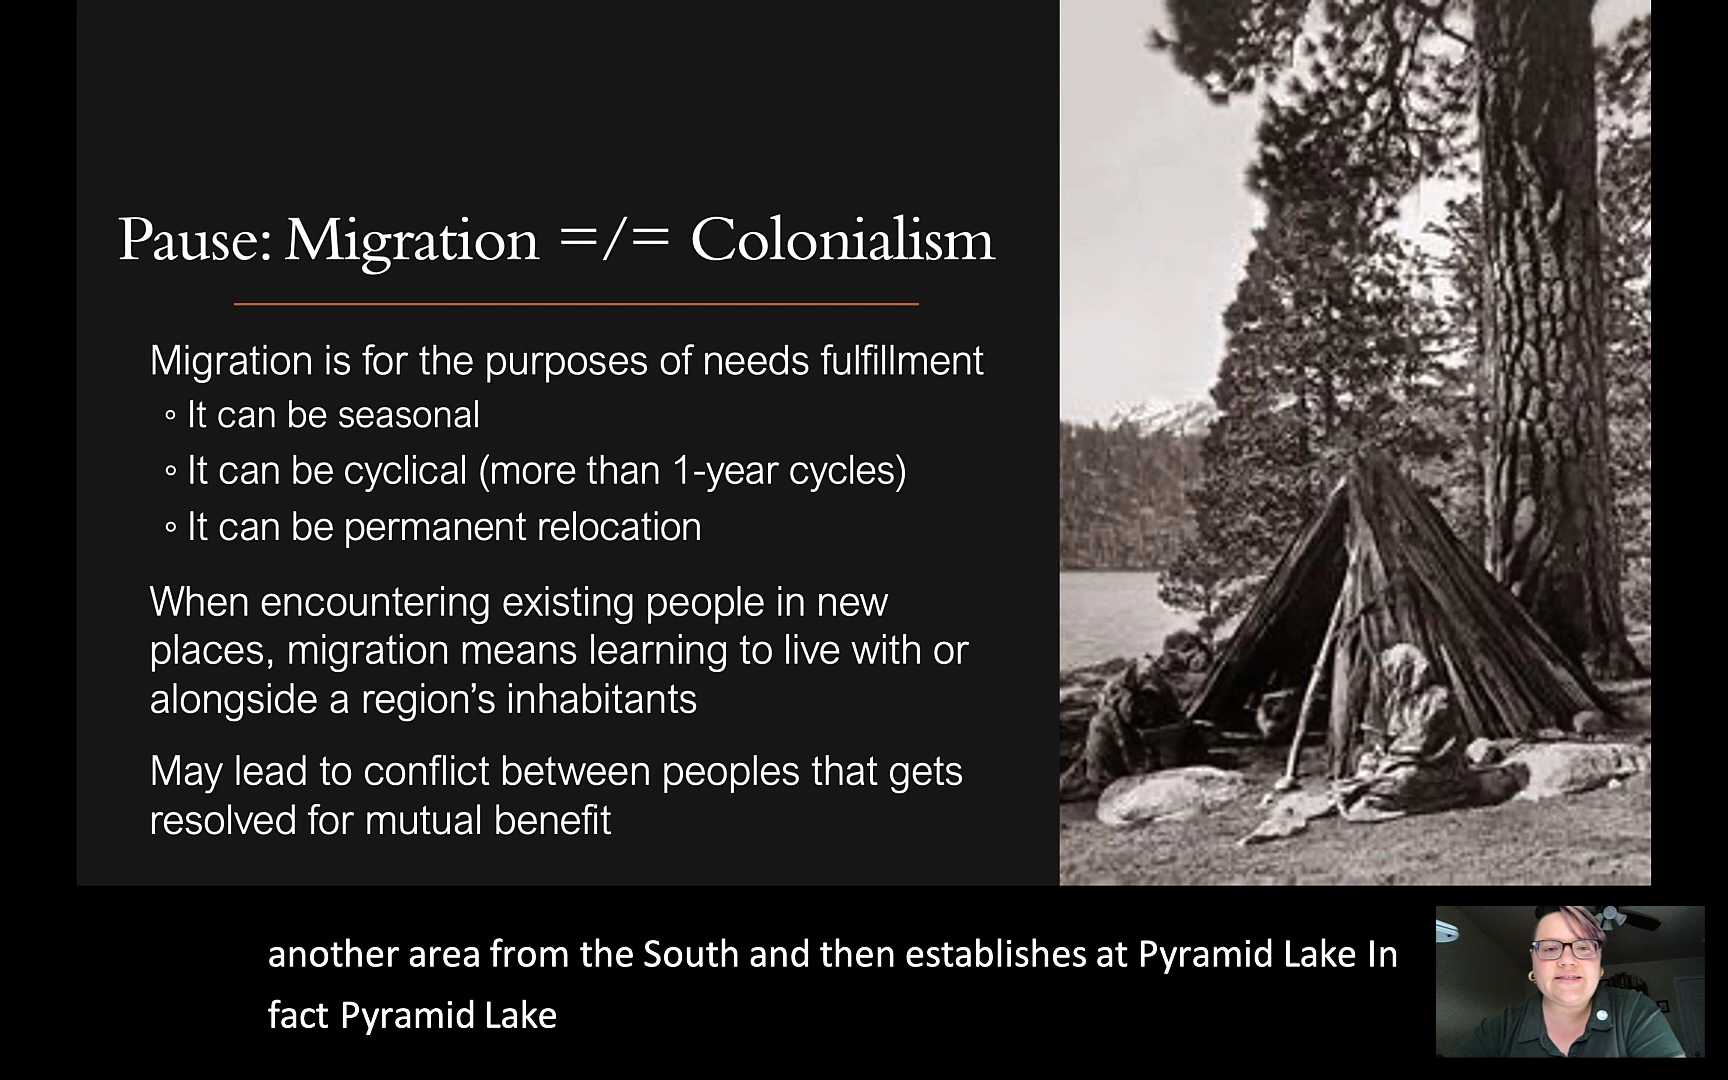 Pause: Migration =/= Colonialism
Migration is for the purposes of needs fulfillment
◦ It can be seasonal
◦ It can be cyclical (more than 1-year cycles)
◦ It can be permanent relocation
When encountering existing people in new
places, migration means learning to live with or
alongside a region’s inhabitants
May lead to conflict between peoples that gets
resolved for mutual benefit
another area from the South and then establishes at Pyramid Lake In
fact Pyramid Lake